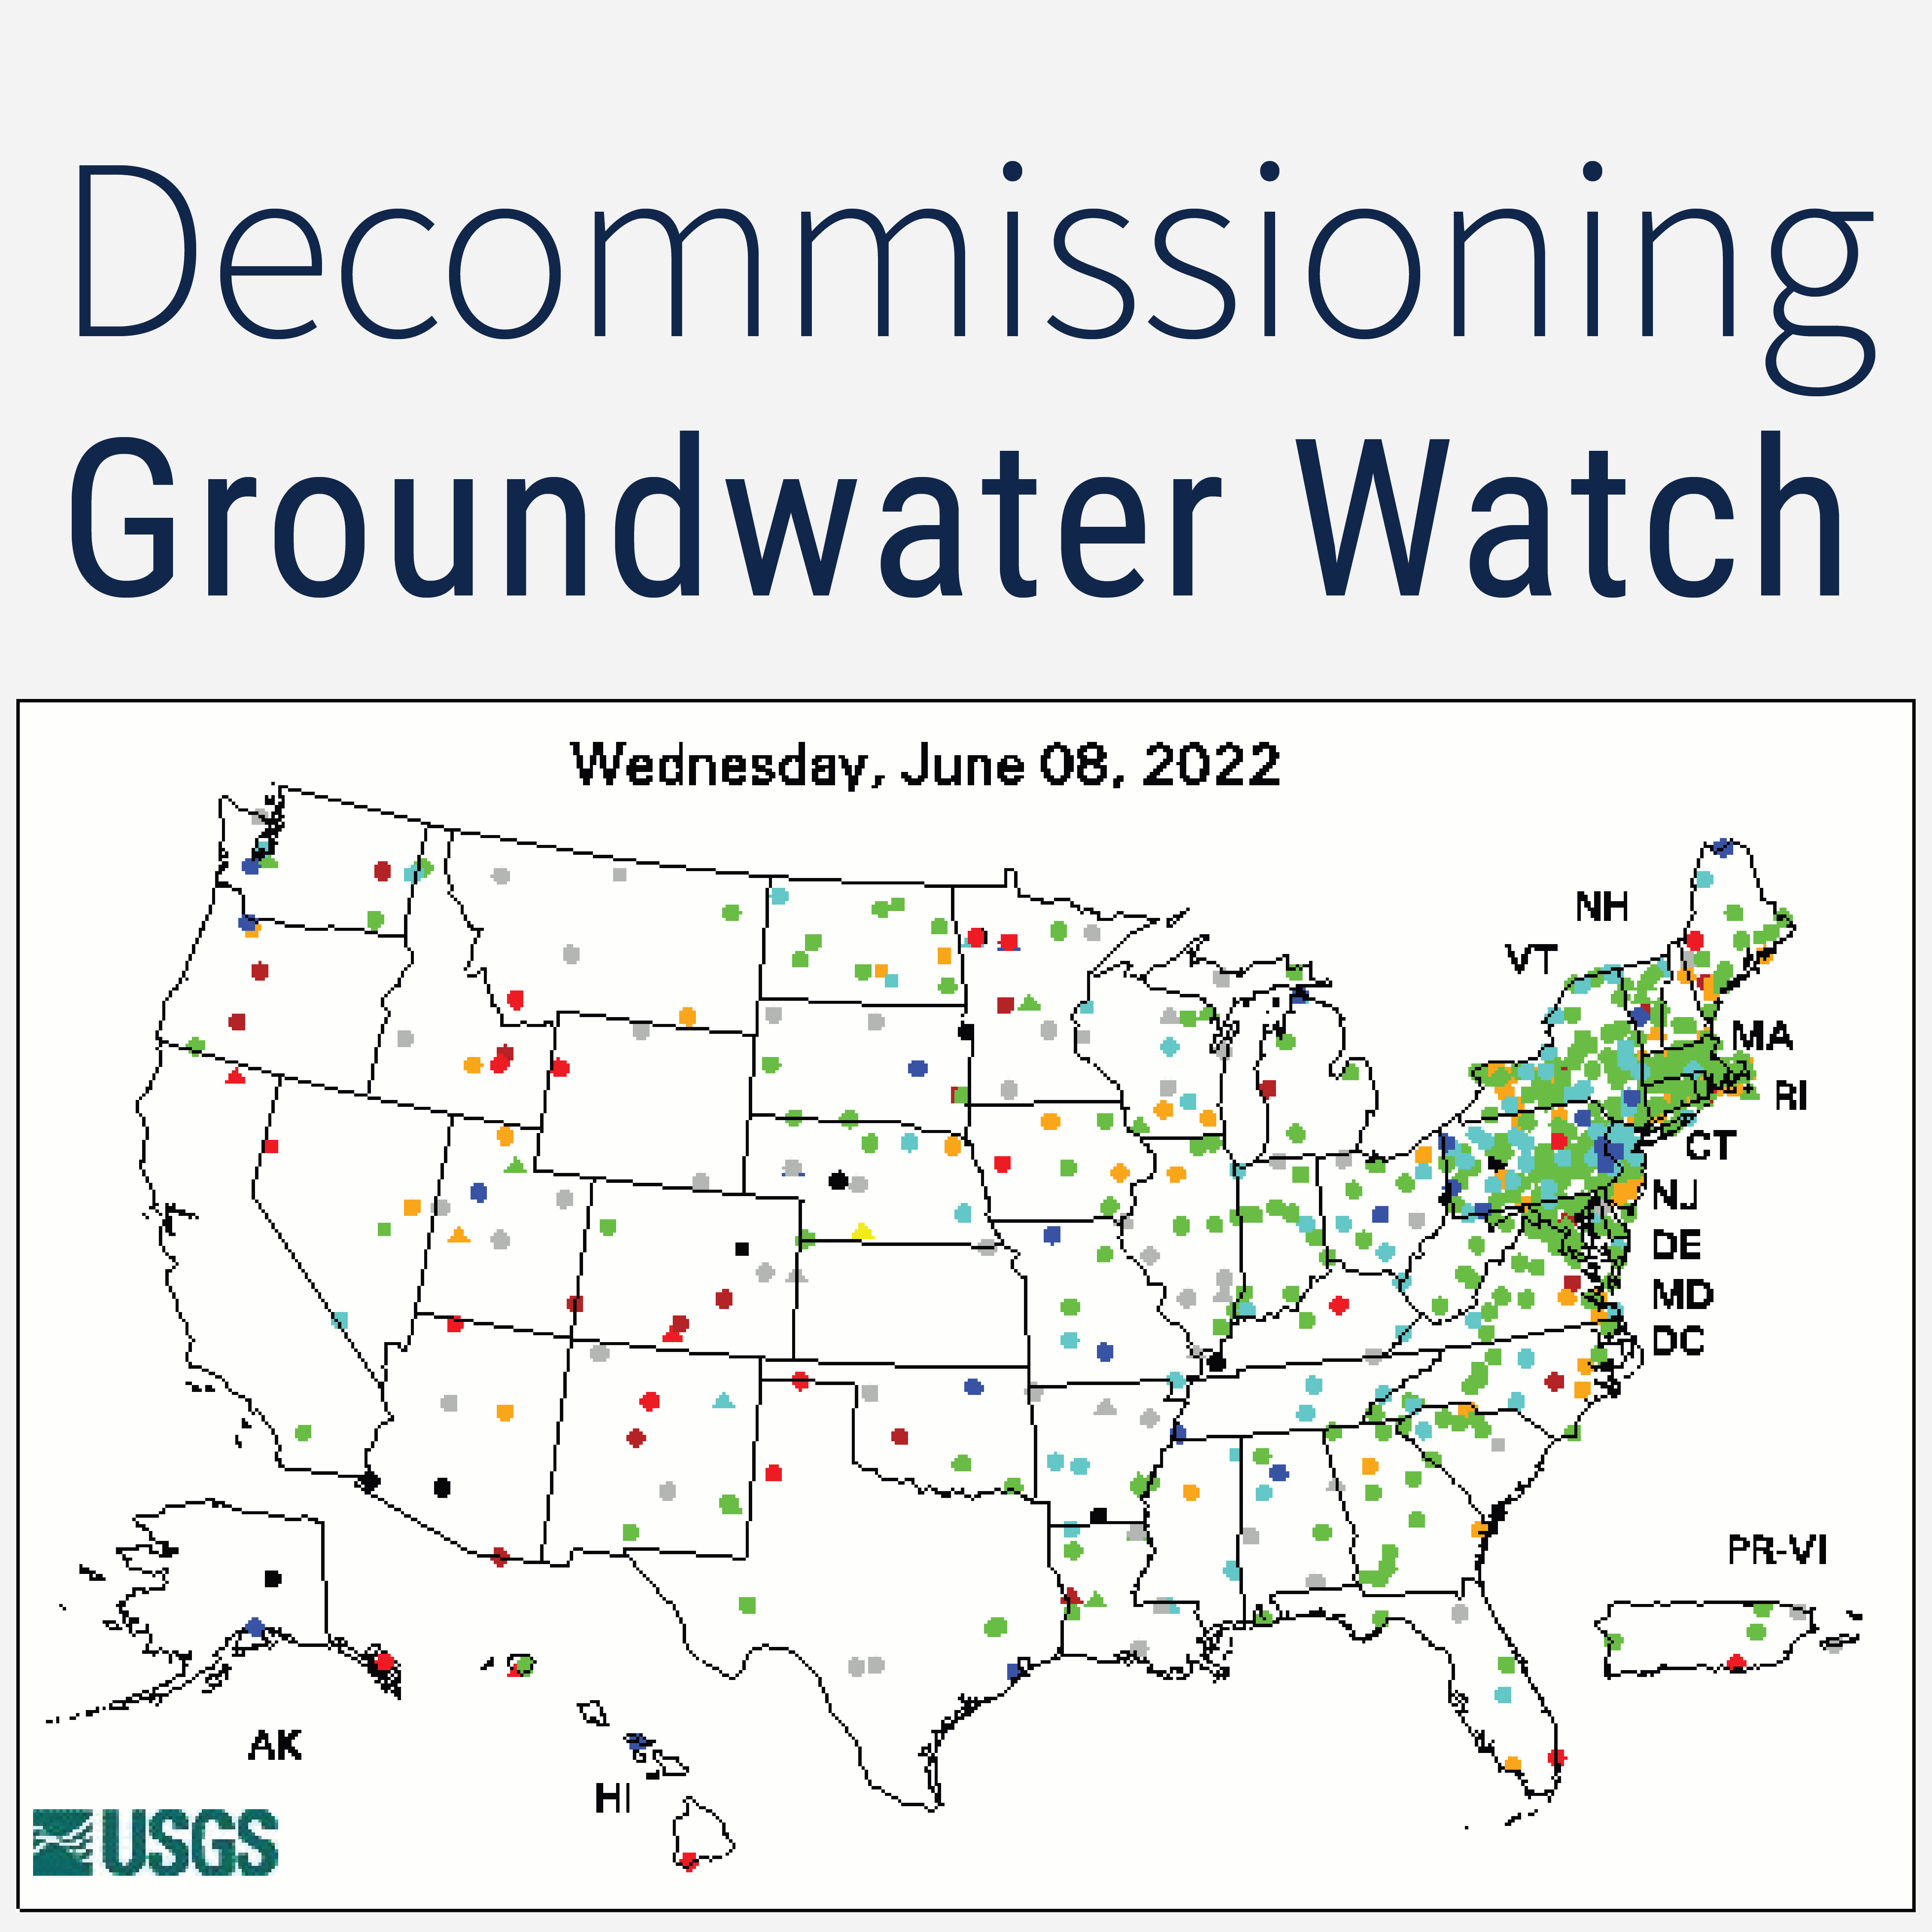 Decommissioning
Groundwater Watch
Wednesday, June 08, 2022
NH
VT
MA
RI
CT
NJ
DE
MD
DC
PR-VI
AK
HI
USGS